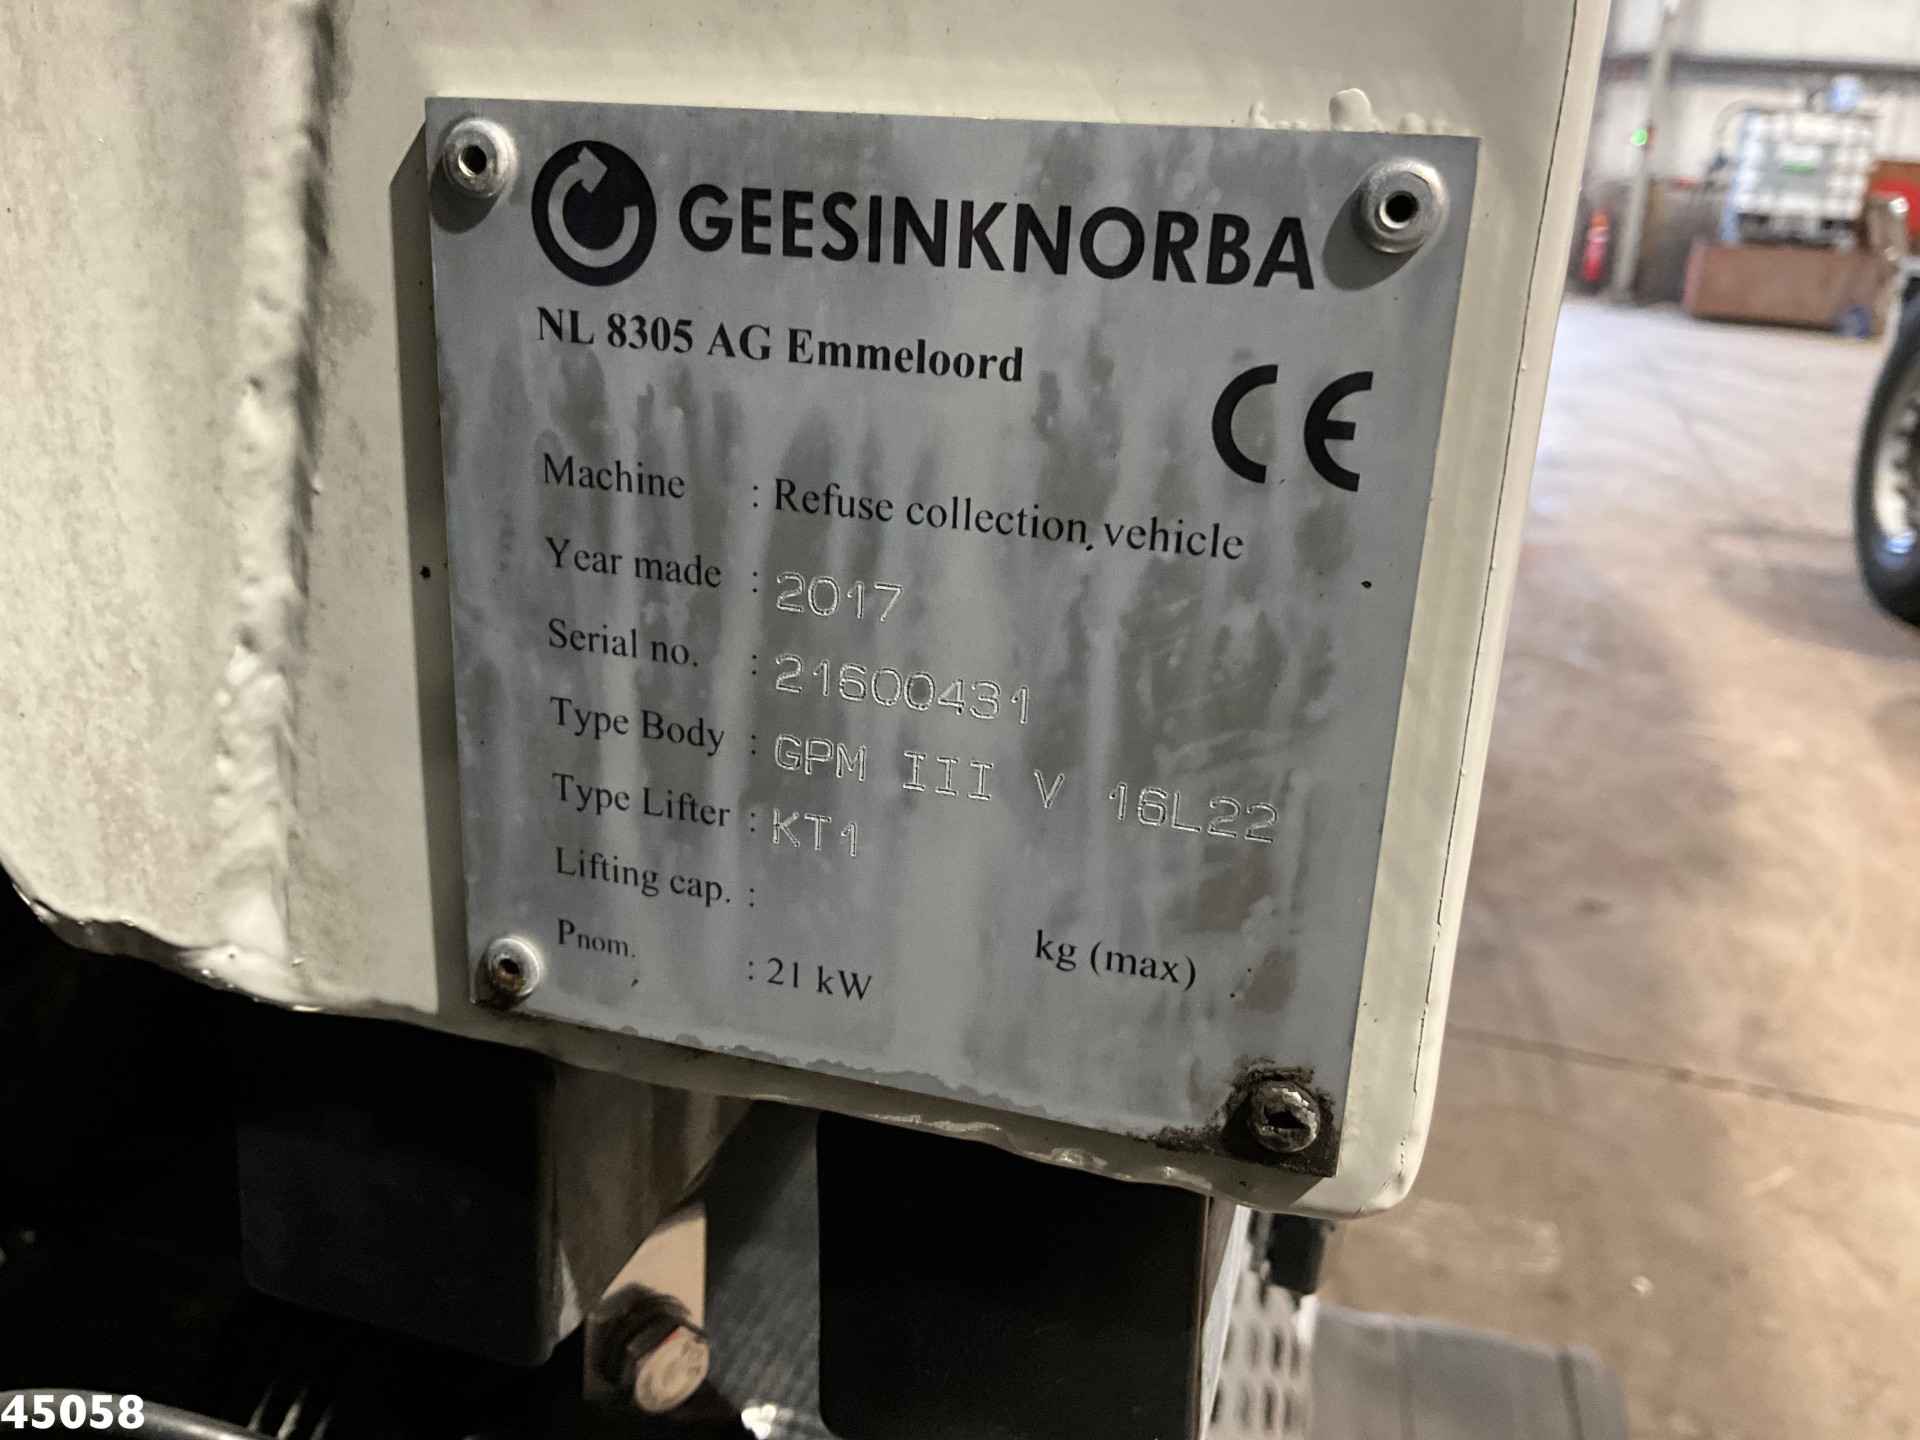 GEESINKNORBA
NL 8305 AG Emmeloord
CE
Machine : Refuse collection vehicle
Year made : 2017
Serial no. : 21600431
Type Body : GPM III V 16L22
Type Lifter : KT1
Lifting cap. : kg (max)
Pnom. : 21 kW
45058